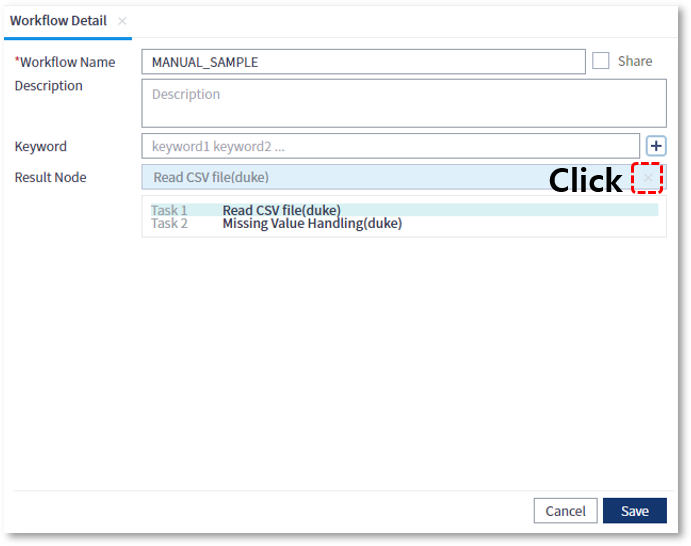 Workflow Detail ×
*Workflow Name MANUAL_SAMPLE Share
Description Description
Keyword keyword1 keyword2 ... +
Result Node Read CSV file(duke) Click ×
Task 1 Read CSV file(duke)
Task 2 Missing Value Handling(duke)
Cancel Save